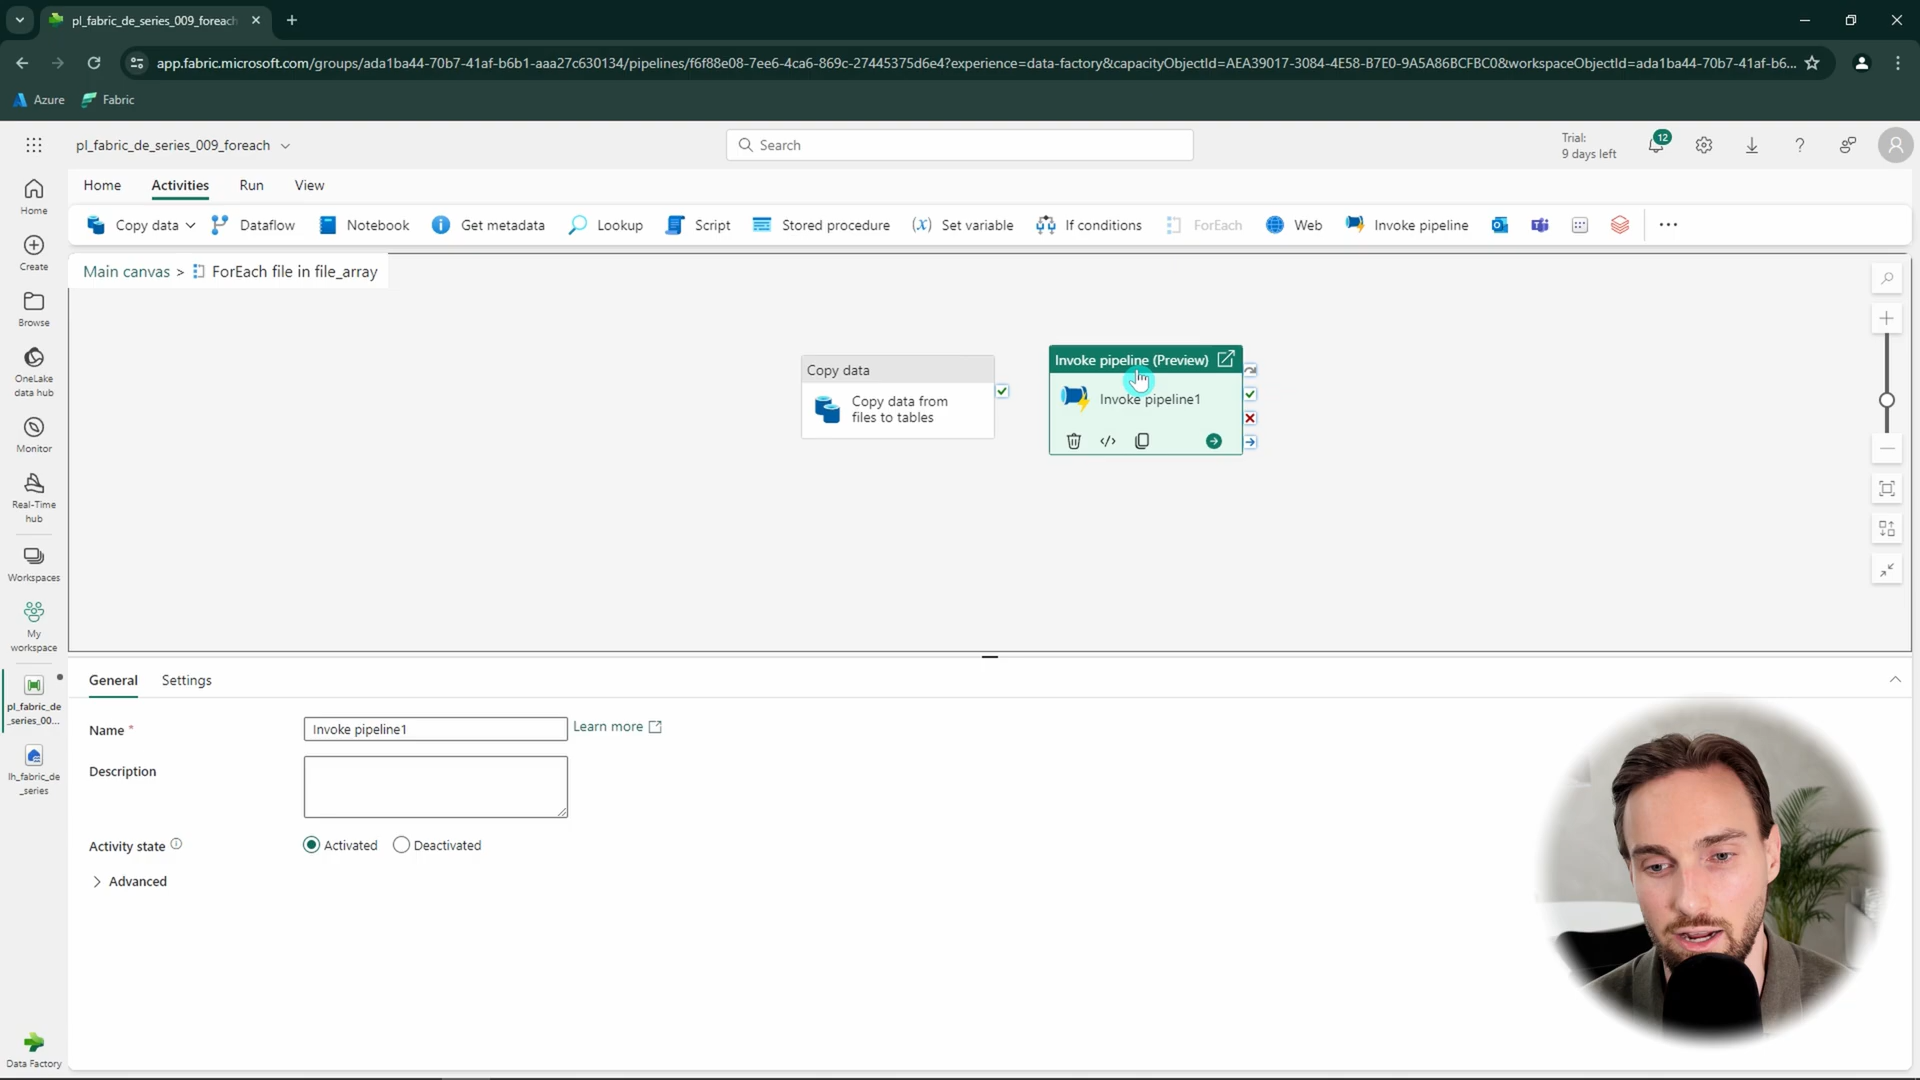 pl_fabric_de_series_009_foreach
app.fabric.microsoft.com/groups/ada1ba44-70b7-41af-b6b1-aaa27c630134/pipelines/f6f88e08-7ee6-4ca6-869c-27445375d6e4?experience=data-factory&capacityObjectId=AEA39017-3084-4E58-B7E0-9A5A86BCFBC0&workspaceObjectId=ada1ba44-70b7-41af-b6...
Azure
Fabric
pl_fabric_de_series_009_foreach
Search
Trial:
9 days left
12
Home
Activities
Run
View
Copy data
Dataflow
Notebook
Get metadata
Lookup
Script
Stored procedure
Set variable
If conditions
ForEach
Web
Invoke pipeline
Main canvas > ForEach file in file_array
Copy data
Copy data from
files to tables
Invoke pipeline (Preview)
Invoke pipeline1
Home
Create
Browse
OneLake
data hub
Monitor
Real-Time
hub
Workspaces
My
workspace
pl_fabric_de
_series_00...
lh_fabric_de
_series
Data Factory
General
Settings
Name *
Invoke pipeline1
Learn more
Description
Activity state
Activated
Deactivated
Advanced